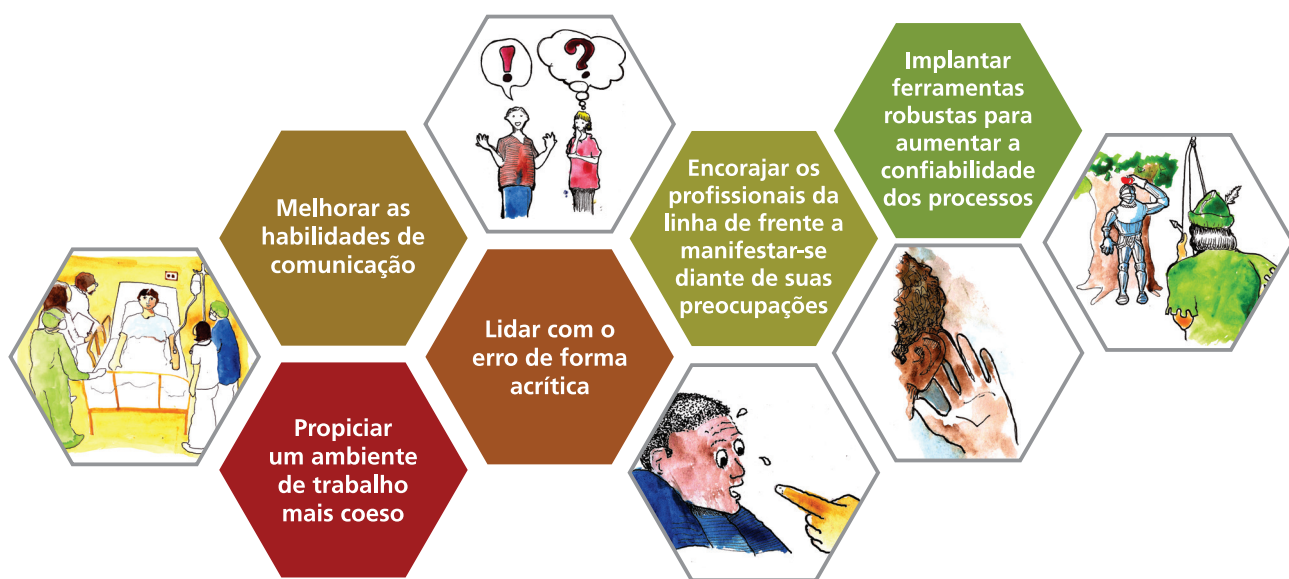 Melhorar as
habilidades de
comunicação
Propiciar
um ambiente
de trabalho
mais coeso
!
?
Lidar com o
erro de forma
acrítica
Encorajar os
profissionais da
linha de frente a
manifestar-se
diante de suas
preocupações
Implantar
ferramentas
robustas para
aumentar a
confiabilidade
dos processos